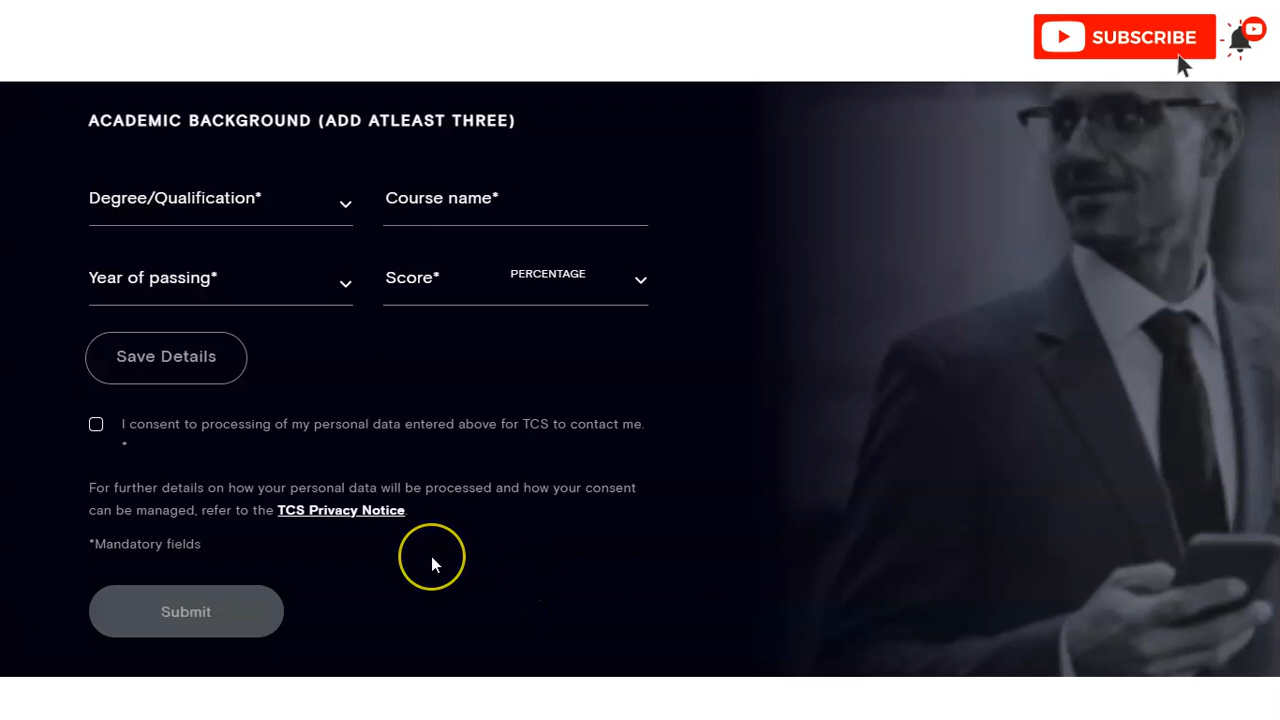 SUBSCRIBE
ACADEMIC BACKGROUND (ADD ATLEAST THREE)
Degree/Qualification*
Course name*
Year of passing*
Score* PERCENTAGE
Save Details
I consent to processing of my personal data entered above for TCS to contact me.
*
For further details on how your personal data will be processed and how your consent
can be managed, refer to the TCS Privacy Notice.
*Mandatory fields
Submit